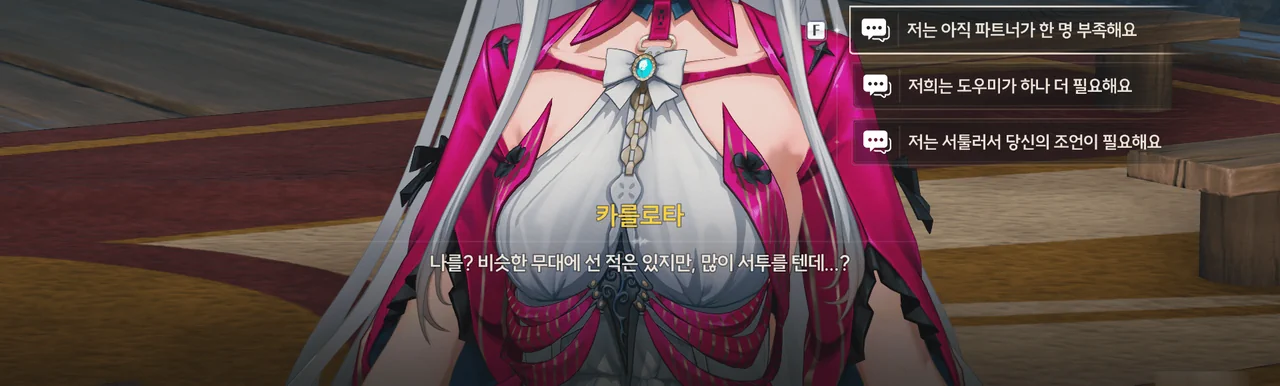 F
저는 아직 파트너가 한 명 부족해요
저희는 도우미가 하나 더 필요해요
저는 서툴러서 당신의 조언이 필요해요
카를로타
나를? 비슷한 무대에 선 적은 있지만, 많이 서투를 텐데...?